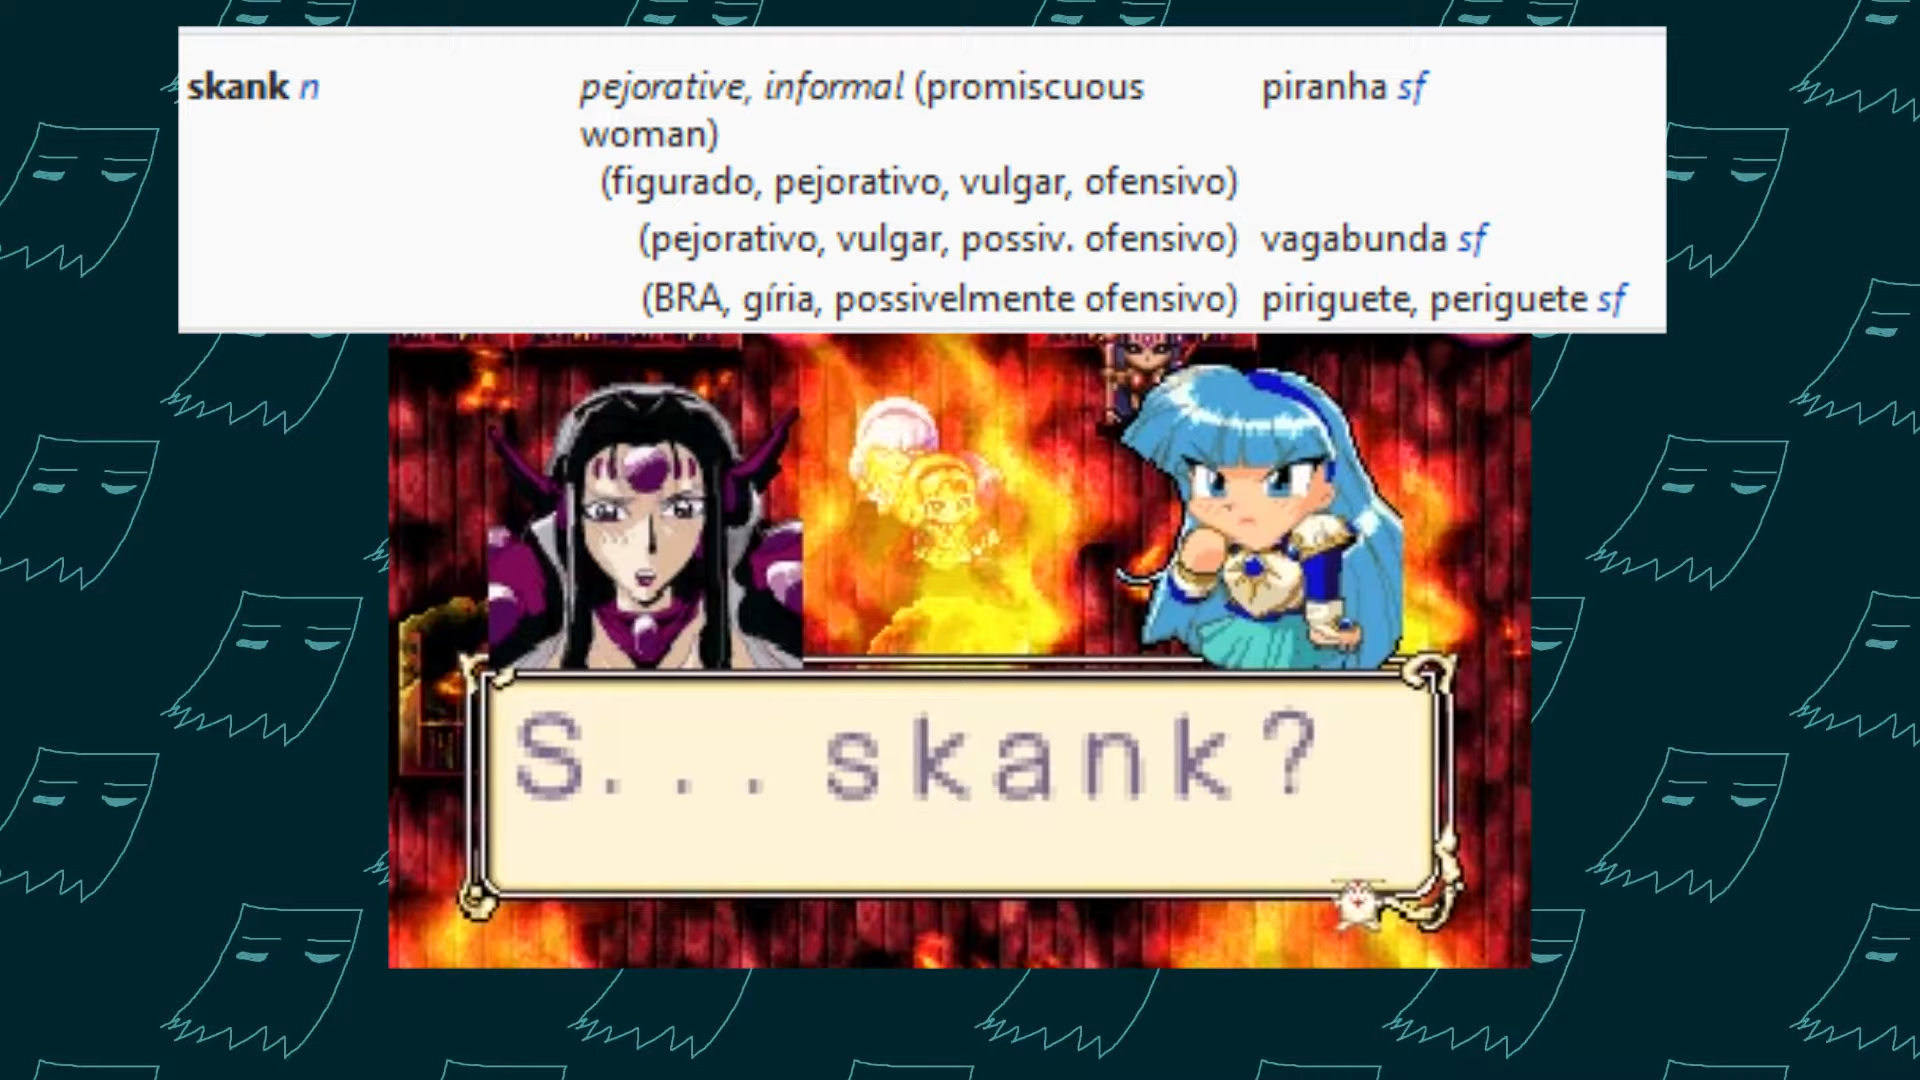 skank n pejorative, informal (promiscuous piranha sf
woman)
(figurado, pejorativo, vulgar, ofensivo)
(pejorativo, vulgar, possiv. ofensivo) vagabunda sf
(BRA, gíria, possivelmente ofensivo) piriguete, periguete sf
S...skank?